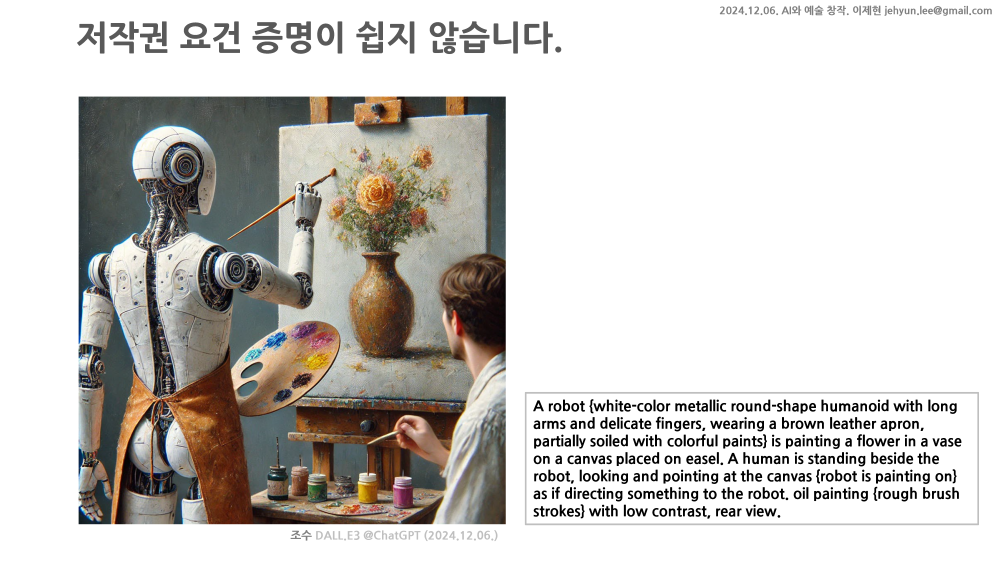 2024.12.06. AI와 예술 창작. 이제현 jehyun.lee@gmail.com
저작권 요건 증명이 쉽지 않습니다.
A robot {white-color metallic round-shape humanoid with long
arms and delicate fingers, wearing a brown leather apron,
partially soiled with colorful paints} is painting a flower in a vase
on a canvas placed on easel. A human is standing beside the
robot, looking and pointing at the canvas {robot is painting on}
as if directing something to the robot. oil painting {rough brush
strokes} with low contrast, rear view.
조수 DALL.E3 @ChatGPT (2024.12.06.)